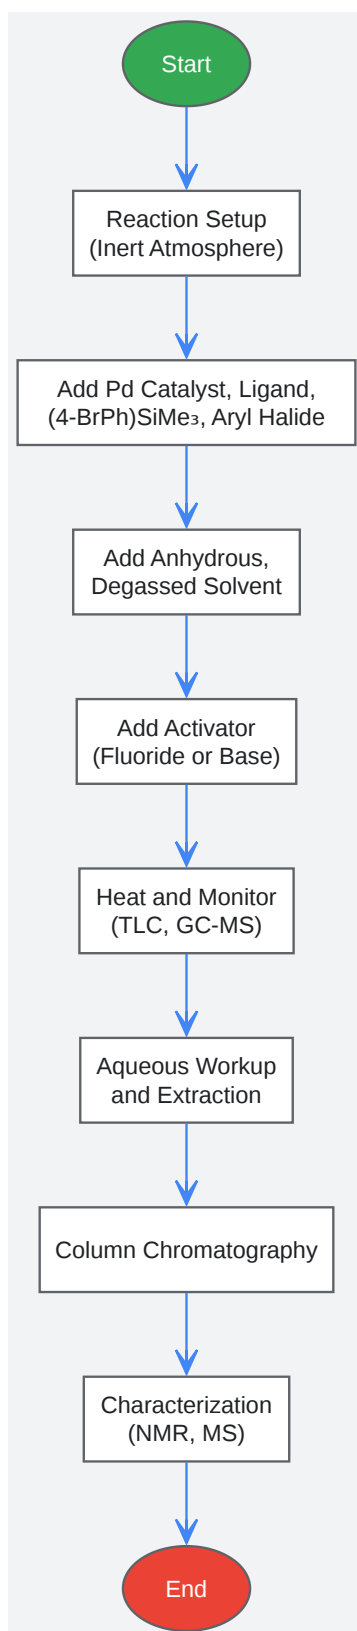 Start
Reaction Setup
(Inert Atmosphere)
Add Pd Catalyst, Ligand,
(4-BrPh)SiMe₃, Aryl Halide
Add Anhydrous,
Degassed Solvent
Add Activator
(Fluoride or Base)
Heat and Monitor
(TLC, GC-MS)
Aqueous Workup
and Extraction
Column Chromatography
Characterization
(NMR, MS)
End